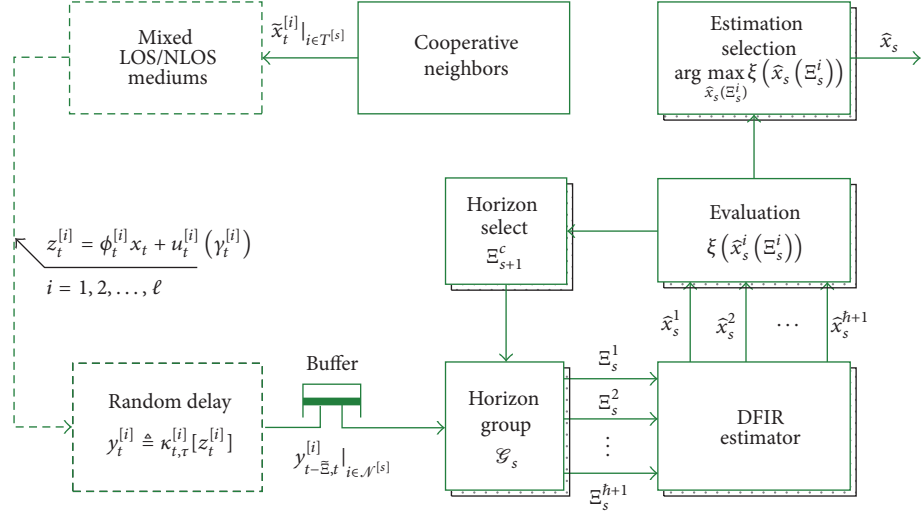 Mixed
LOS/NLOS
mediums
x̃_t^{[i]}|_{i∈T^{[s]}}
Cooperative
neighbors
Estimation
selection
arg max_{x̂_s(Ξ_s^i)} ξ(x̂_s(Ξ_s^i))
x̂_s
z_t^{[i]} = ϕ_t^{[i]} x_t + u_t^{[i]} (γ_t^{[i]})
i = 1, 2, …, ℓ
Horizon
select
Ξ_{s+1}^c
Evaluation
ξ(x̂_s^i(Ξ_s^i))
x̂_s^1 x̂_s^2 ⋯ x̂_s^{ħ+1}
Random delay
y_t^{[i]} ≜ κ_{t,τ}^{[i]}[z_t^{[i]}]
Buffer
y_{t−Ξ̃,t}^{[i]}|_{i∈𝒩^{[s]}}
Horizon
group
𝒢_s
Ξ_s^1
Ξ_s^2
⋮
Ξ_s^{ħ+1}
DFIR
estimator